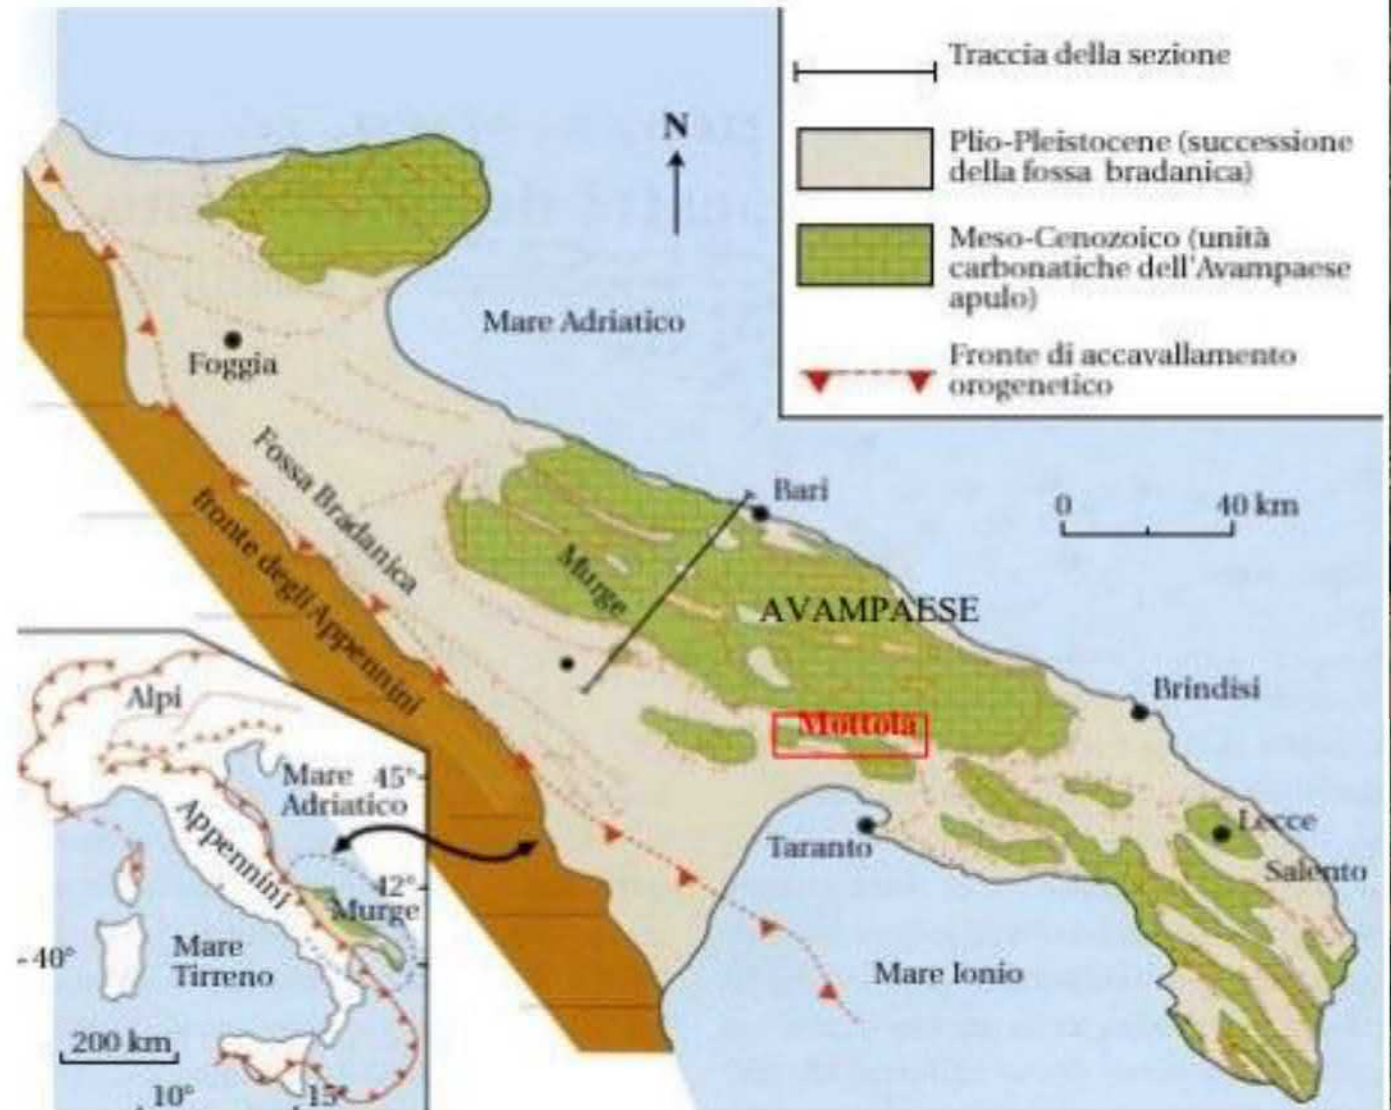 Traccia della sezione
Plio-Pleistocene (successione
della fossa bradanica)
Meso-Cenozoico (unità
carbonatiche dell'Avampaese
apulo)
Fronte di accavallamento
orogenetico
N
Mare Adriatico
Foggia
Fossa Bradanica
fronte degli Appennini
Bari
0 40 km
Murge
AVAMPAESE
Brindisi
Mottola
Lecce
Taranto
Salento
Mare Ionio
Alpi
Mare 45°
Adriatico
Appennini
42°
Murge
40°
Mare
Tirreno
200 km
10° 15°